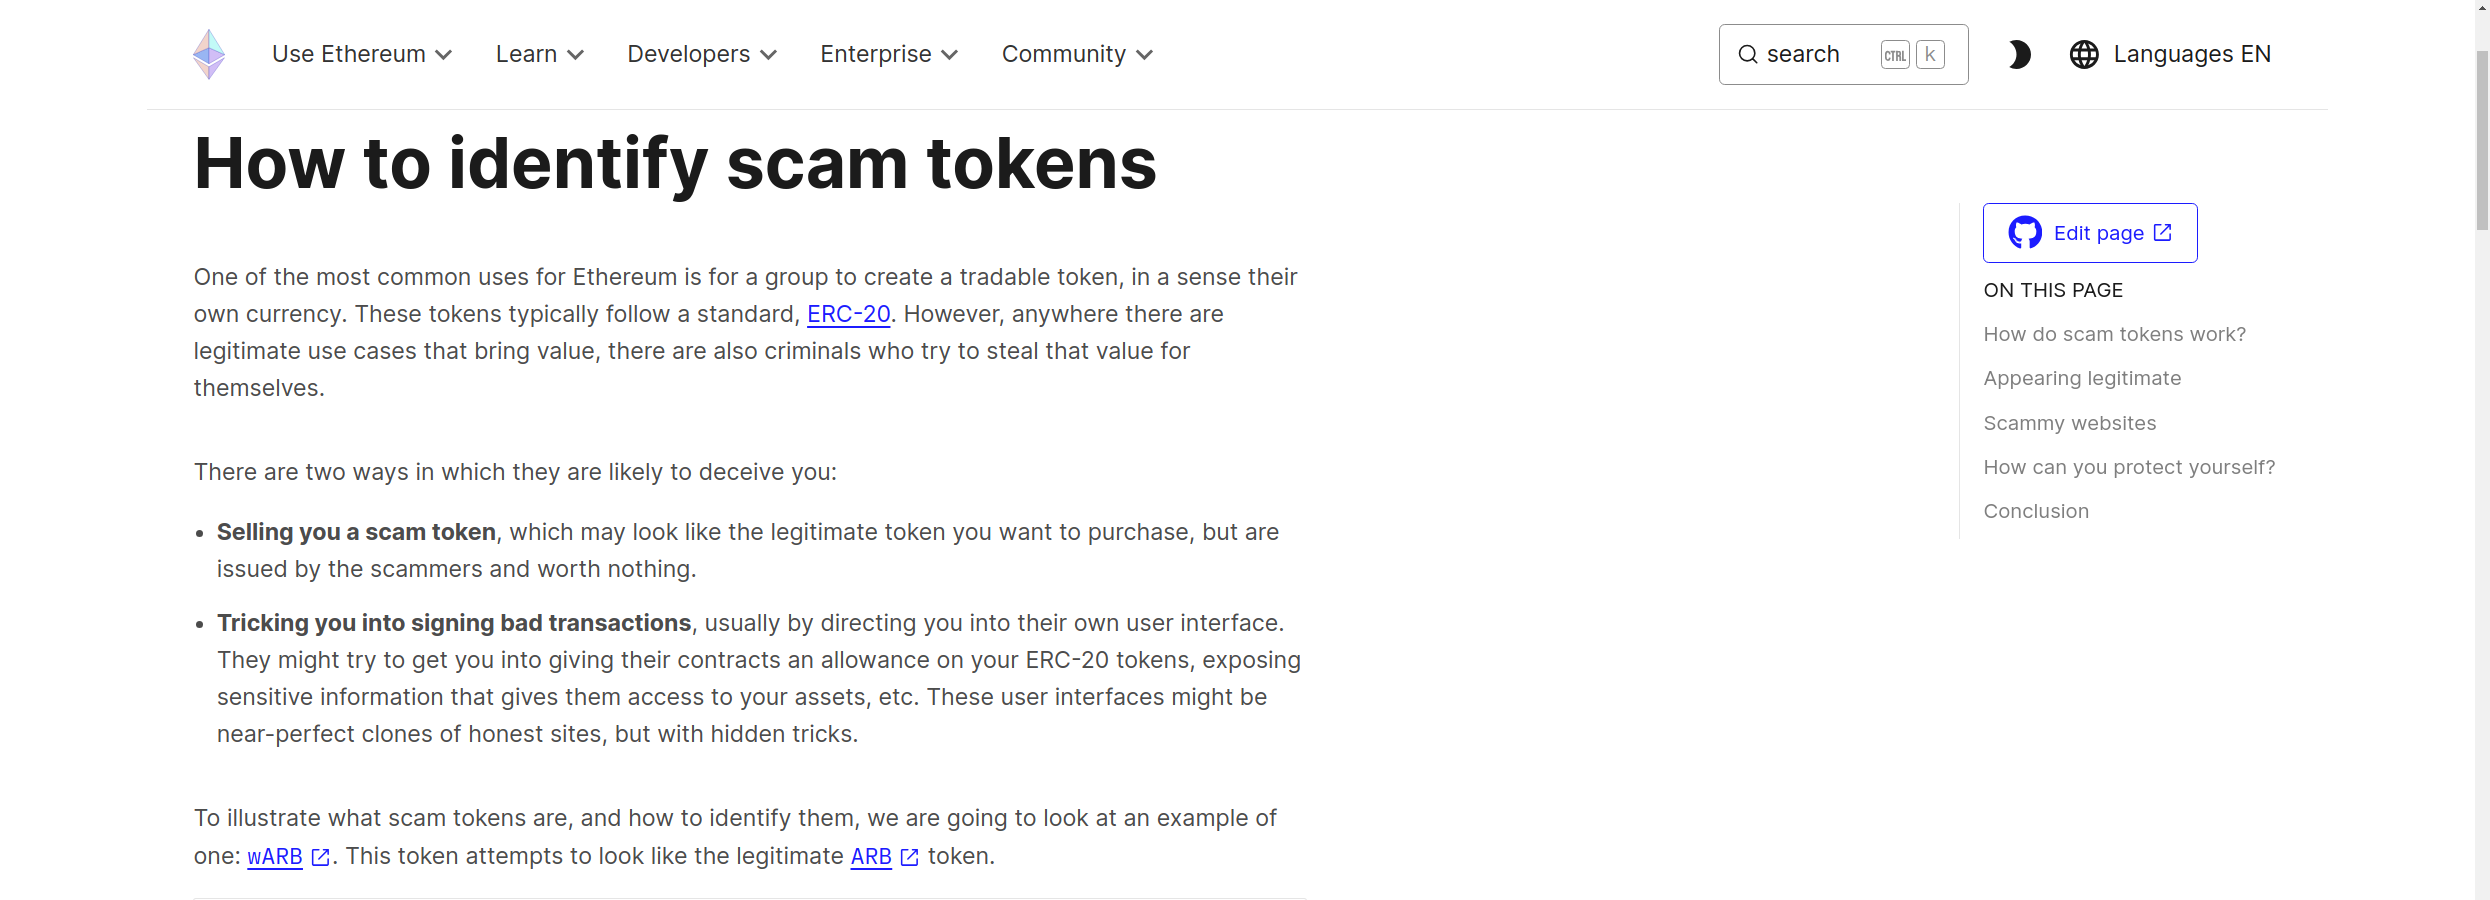 Use Ethereum Learn Developers Enterprise Community search CTRL k Languages EN
How to identify scam tokens
One of the most common uses for Ethereum is for a group to create a tradable token, in a sense their
own currency. These tokens typically follow a standard, ERC-20. However, anywhere there are
legitimate use cases that bring value, there are also criminals who try to steal that value for
themselves.
There are two ways in which they are likely to deceive you:
• Selling you a scam token, which may look like the legitimate token you want to purchase, but are
issued by the scammers and worth nothing.
• Tricking you into signing bad transactions, usually by directing you into their own user interface.
They might try to get you into giving their contracts an allowance on your ERC-20 tokens, exposing
sensitive information that gives them access to your assets, etc. These user interfaces might be
near-perfect clones of honest sites, but with hidden tricks.
To illustrate what scam tokens are, and how to identify them, we are going to look at an example of
one: wARB. This token attempts to look like the legitimate ARB token.
Edit page
ON THIS PAGE
How do scam tokens work?
Appearing legitimate
Scammy websites
How can you protect yourself?
Conclusion